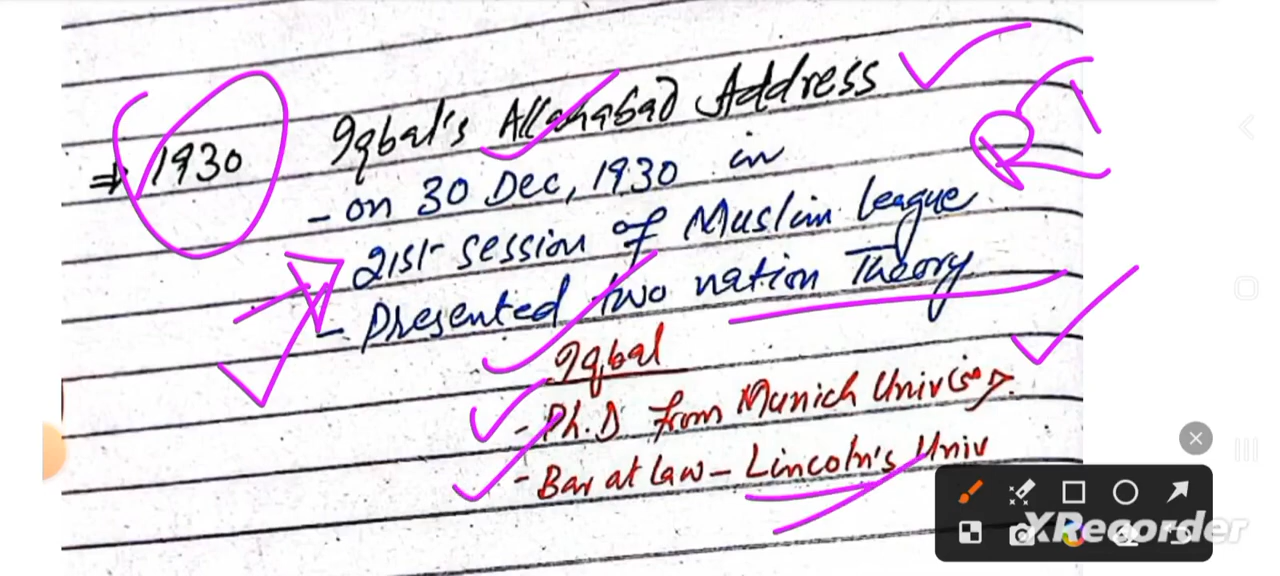 ⇒ 1930 Iqbal's Allahabad Address
- on 30 Dec, 1930 in
21st session of Muslim League
- Presented two nation Theory
Iqbal
- Ph.D from Munich University.
- Bar at Law - Lincoln's Univ
XRecorder